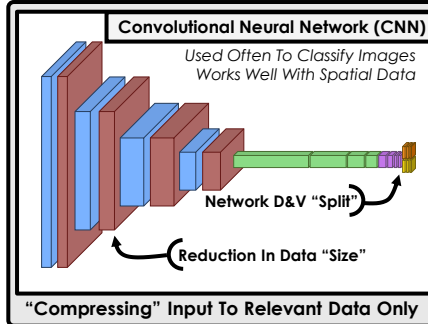 Convolutional Neural Network (CNN)
Used Often To Classify Images
Works Well With Spatial Data
Network D&V “Split”
Reduction In Data “Size”
“Compressing” Input To Relevant Data Only